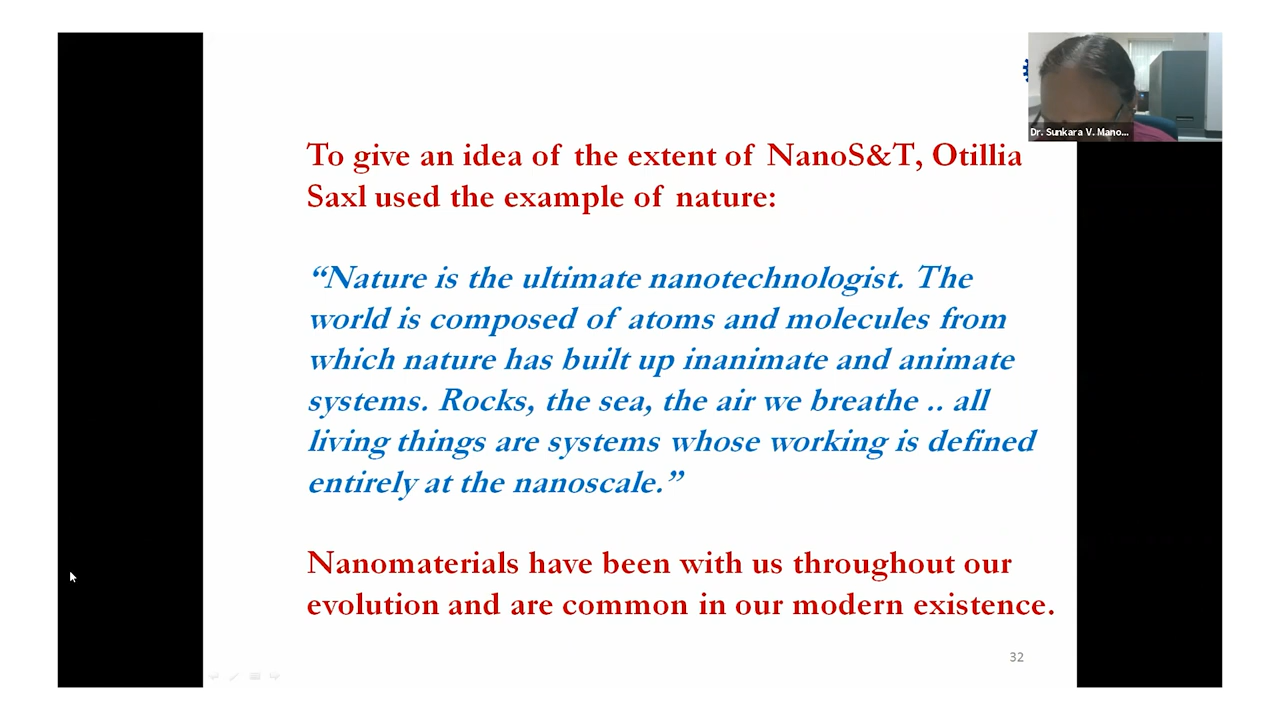 Dr. Sunkara V. Mano...
To give an idea of the extent of NanoS&T, Otillia
Saxl used the example of nature:
“Nature is the ultimate nanotechnologist. The
world is composed of atoms and molecules from
which nature has built up inanimate and animate
systems. Rocks, the sea, the air we breathe .. all
living things are systems whose working is defined
entirely at the nanoscale.”
Nanomaterials have been with us throughout our
evolution and are common in our modern existence.
32